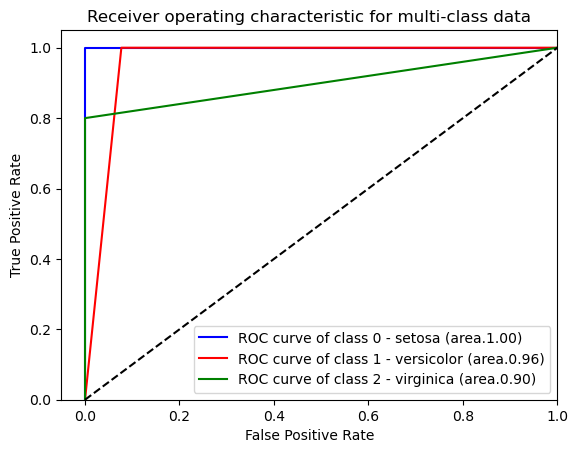 Receiver operating characteristic for multi-class data
1.0
0.8
0.6
0.4
0.2
0.0
True Positive Rate
ROC curve of class 0 - setosa (area.1.00)
ROC curve of class 1 - versicolor (area.0.96)
ROC curve of class 2 - virginica (area.0.90)
0.0 0.2 0.4 0.6 0.8 1.0
False Positive Rate